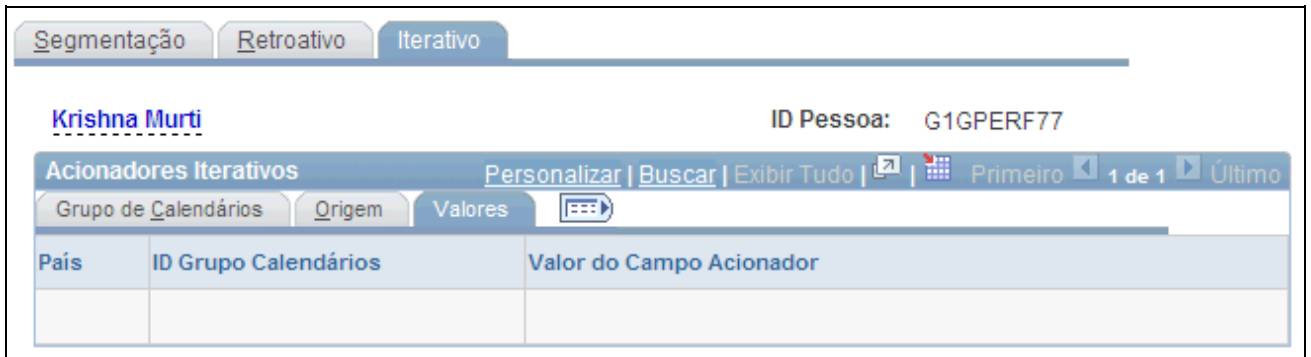 Segmentação Retroativo Iterativo
Krishna Murti ID Pessoa: G1GPERF77
Acionadores Iterativos Personalizar | Buscar | Exibir Tudo | | Primeiro 1 de 1 Último
Grupo de Calendários Origem Valores
País ID Grupo Calendários Valor do Campo Acionador